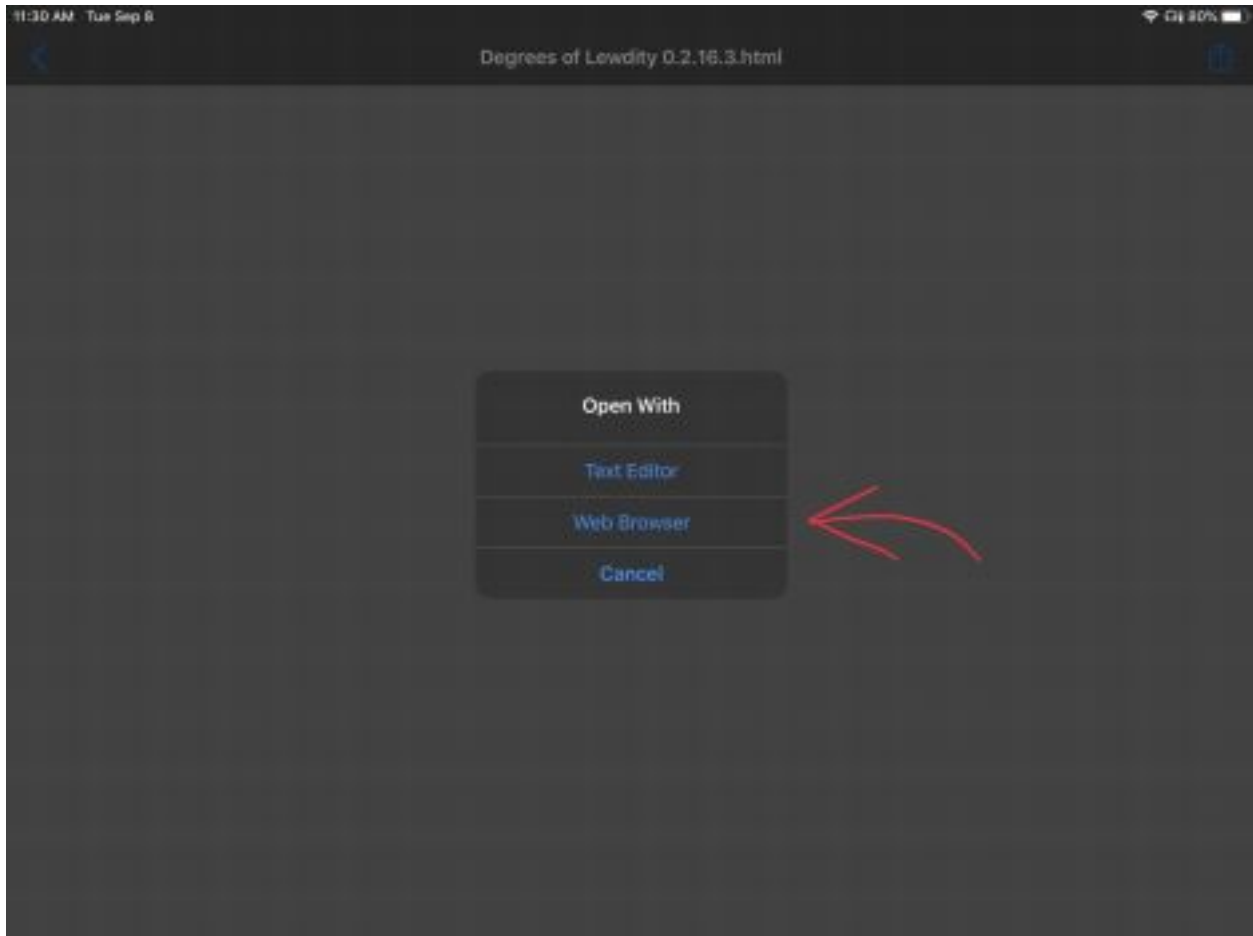 11:30 AM Tue Sep 8
80%
Degrees of Lewdity 0.2.16.3.html
Open With
Text Editor
Web Browser
Cancel